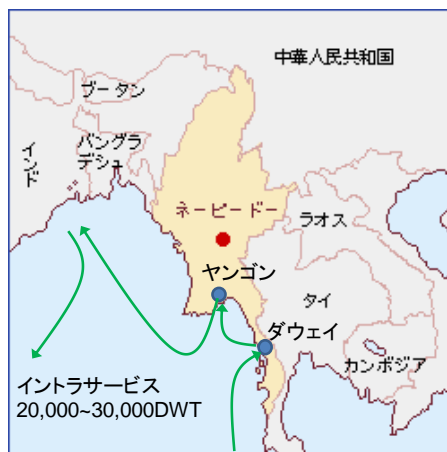 中華人民共和国
ブータン
インド
バングラ
デシュ
ネーピードー
ラオス
ヤンゴン
タイ
ダウェイ
カンボジア
イントラサービス
20,000~30,000DWT